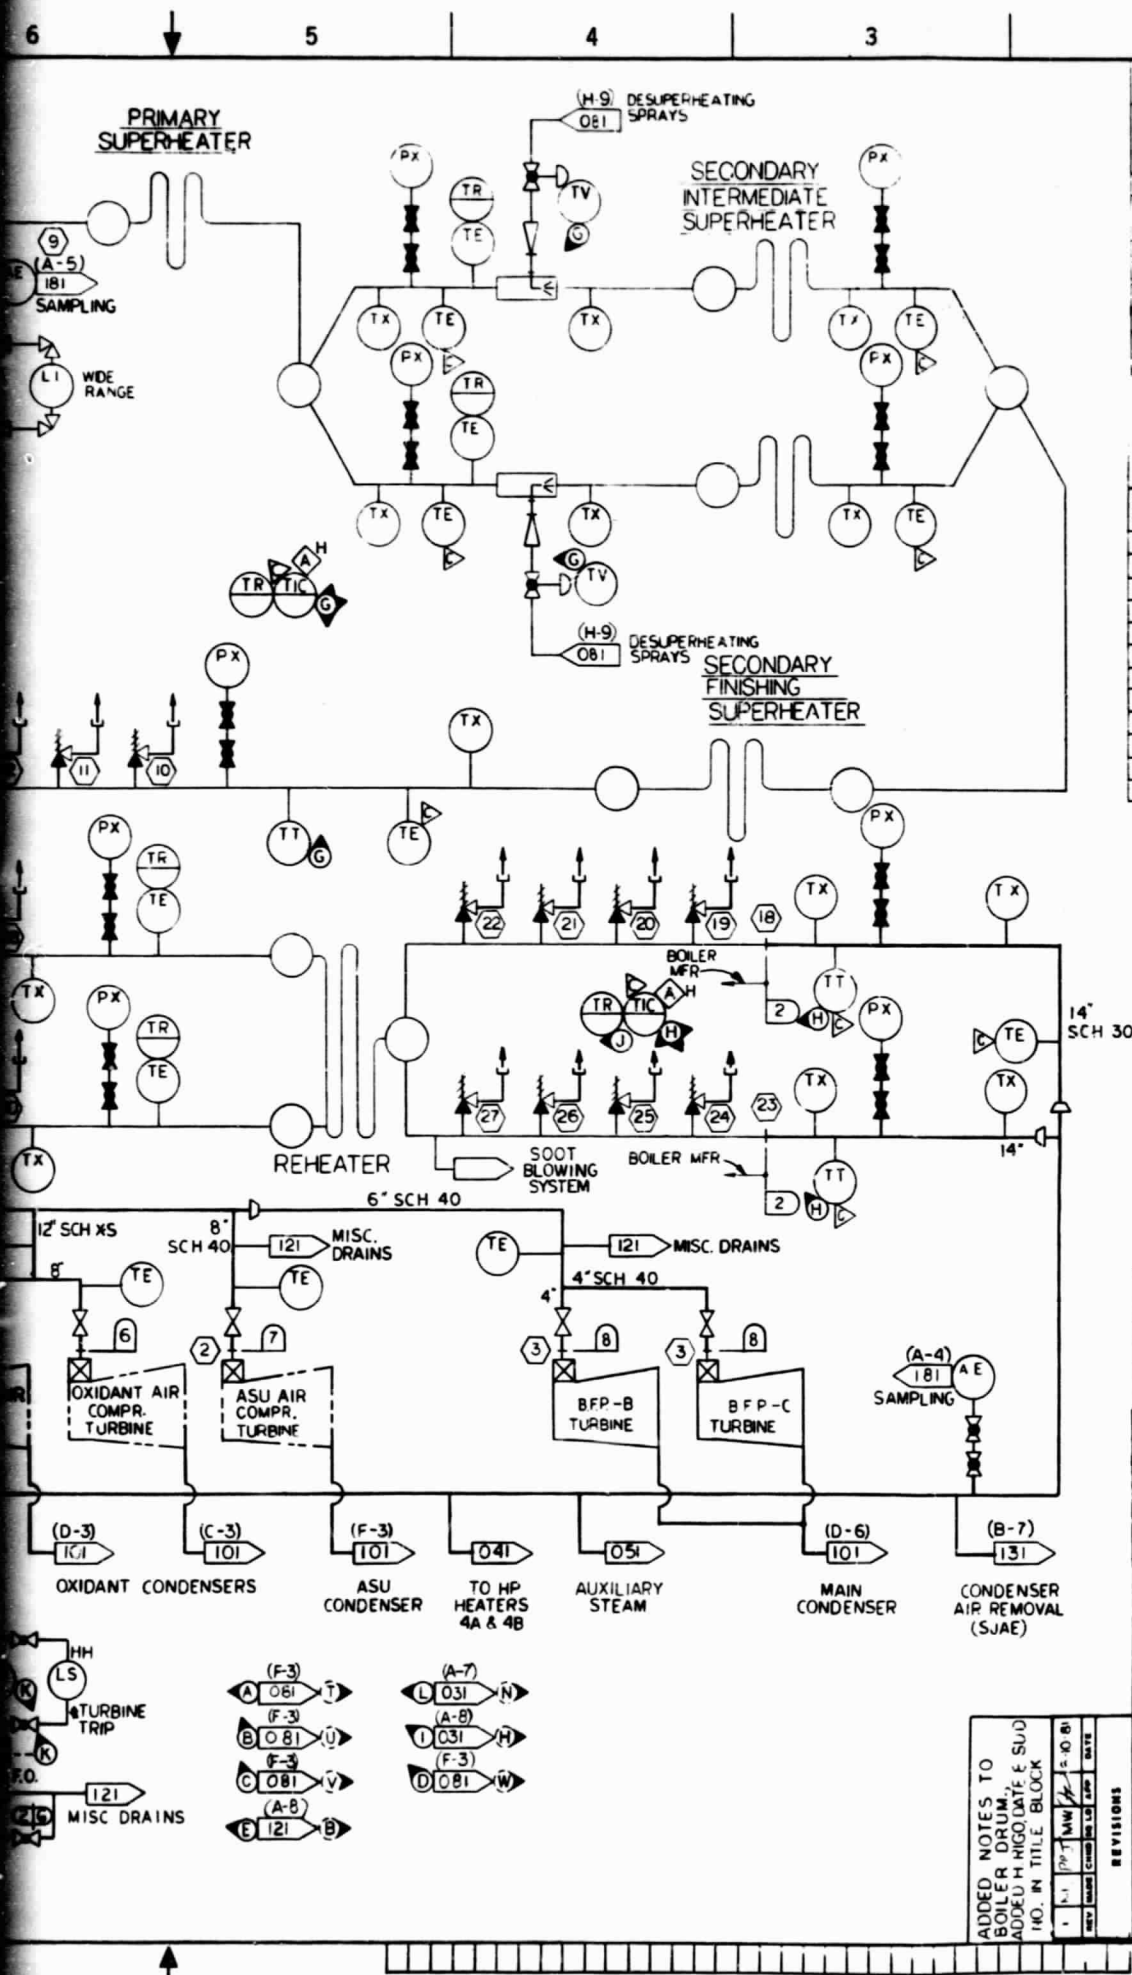 6
5
4
3
PRIMARY
SUPERHEATER
(H-9)
081
DESUPERHEATING
SPRAYS
PX
TR
TE
TV
G
SECONDARY
INTERMEDIATE
SUPERHEATER
PX
9
(A-5)
181
SAMPLING
TX
TE
TX
TX
TE
C
LI
WIDE
RANGE
PX
TR
TE
PX
TX
TE
C
TX
TX
TE
C
G
TV
H
A
C
TR
TIC
G
(H-9)
081
DESUPERHEATING
SPRAYS
SECONDARY
FINISHING
SUPERHEATER
PX
TX
11
10
TT
G
TE
C
PX
PX
TR
TE
22
21
20
19
18
TX
PX
TX
TX
PX
TR
TE
TX
REHEATER
BOILER
MFR
2
TT
H
C
C
A
H
TR
TIC
J
H
PX
C
TE
14"
SCH 30
TX
27
26
25
24
23
TX
14"
SOOT
BLOWING
SYSTEM
BOILER MFR
2
TT
H
C
12" SCH XS
8"
SCH 40
6" SCH 40
121
MISC.
DRAINS
TE
121
MISC. DRAINS
8"
TE
TE
4" SCH 40
4"
6
2
7
3
8
3
8
OXIDANT AIR
COMPR.
TURBINE
ASU AIR
COMPR.
TURBINE
B.F.P.-B
TURBINE
B.F.P.-C
TURBINE
(A-4)
181
AE
SAMPLING
(D-3)
101
(C-3)
101
OXIDANT CONDENSERS
(F-3)
101
ASU
CONDENSER
041
TO HP
HEATERS
4A & 4B
051
AUXILIARY
STEAM
(D-6)
101
MAIN
CONDENSER
(B-7)
131
CONDENSER
AIR REMOVAL
(SJAE)
HH
LS
K
TURBINE
TRIP
K
F.O.
121
MISC DRAINS
(F-3)
A 081 T
(F-3)
B 081 U
(F-3)
C 081 V
(A-8)
E 121 B
(A-7)
L 031 N
(A-8)
I 031 H
(F-3)
D 081 W
ADDED NOTES TO
BOILER DRUM,
ADDED H. RIGO, DATE & SUD
NO. IN TITLE BLOCK
1
MW
REV MADE CHKD APP DATE
REVISIONS